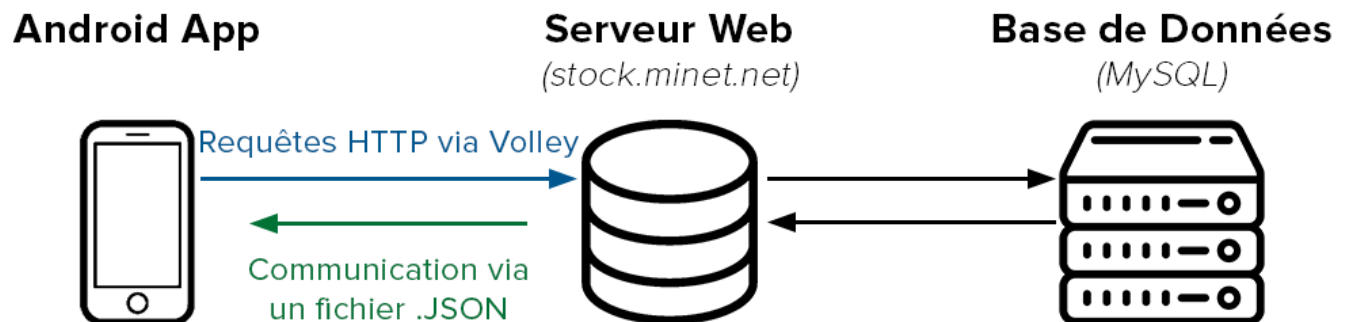 Android App
Serveur Web
(stock.minet.net)
Base de Données
(MySQL)
Requêtes HTTP via Volley
Communication via
un fichier .JSON